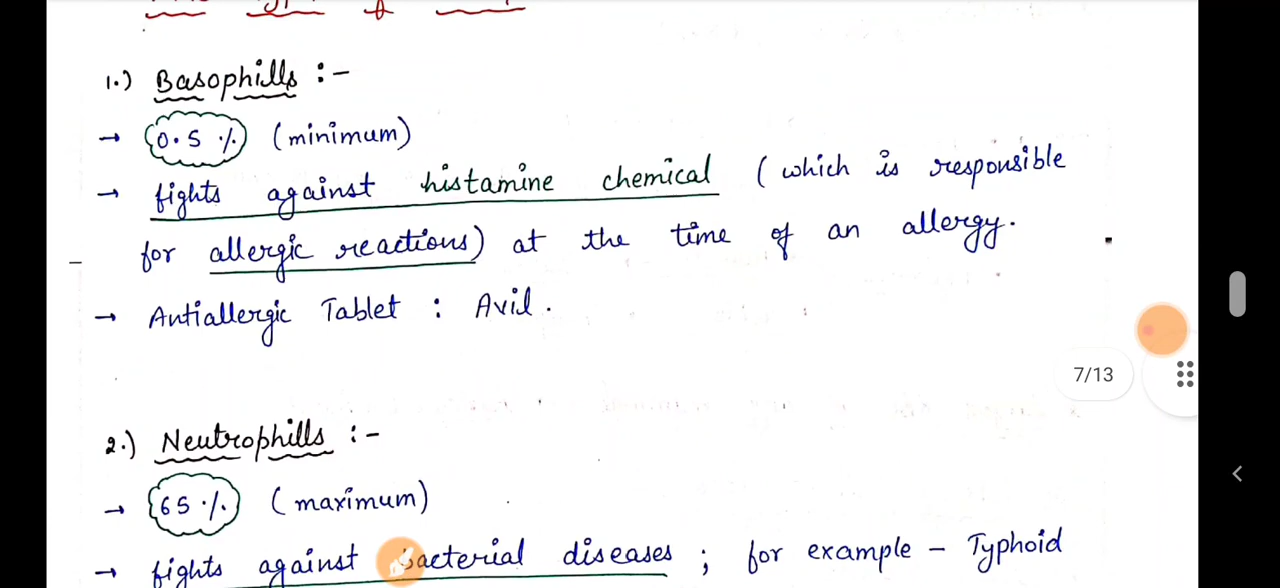 1.) Basophills :-
→ 0.5 % (minimum)
→ fights against histamine chemical (which is responsible
for allergic reactions) at the time of an allergy.
→ Antiallergic Tablet : Avil.
7/13
2.) Neutrophills :-
→ 65 % (maximum)
→ fights against bacterial diseases ; for example - Typhoid